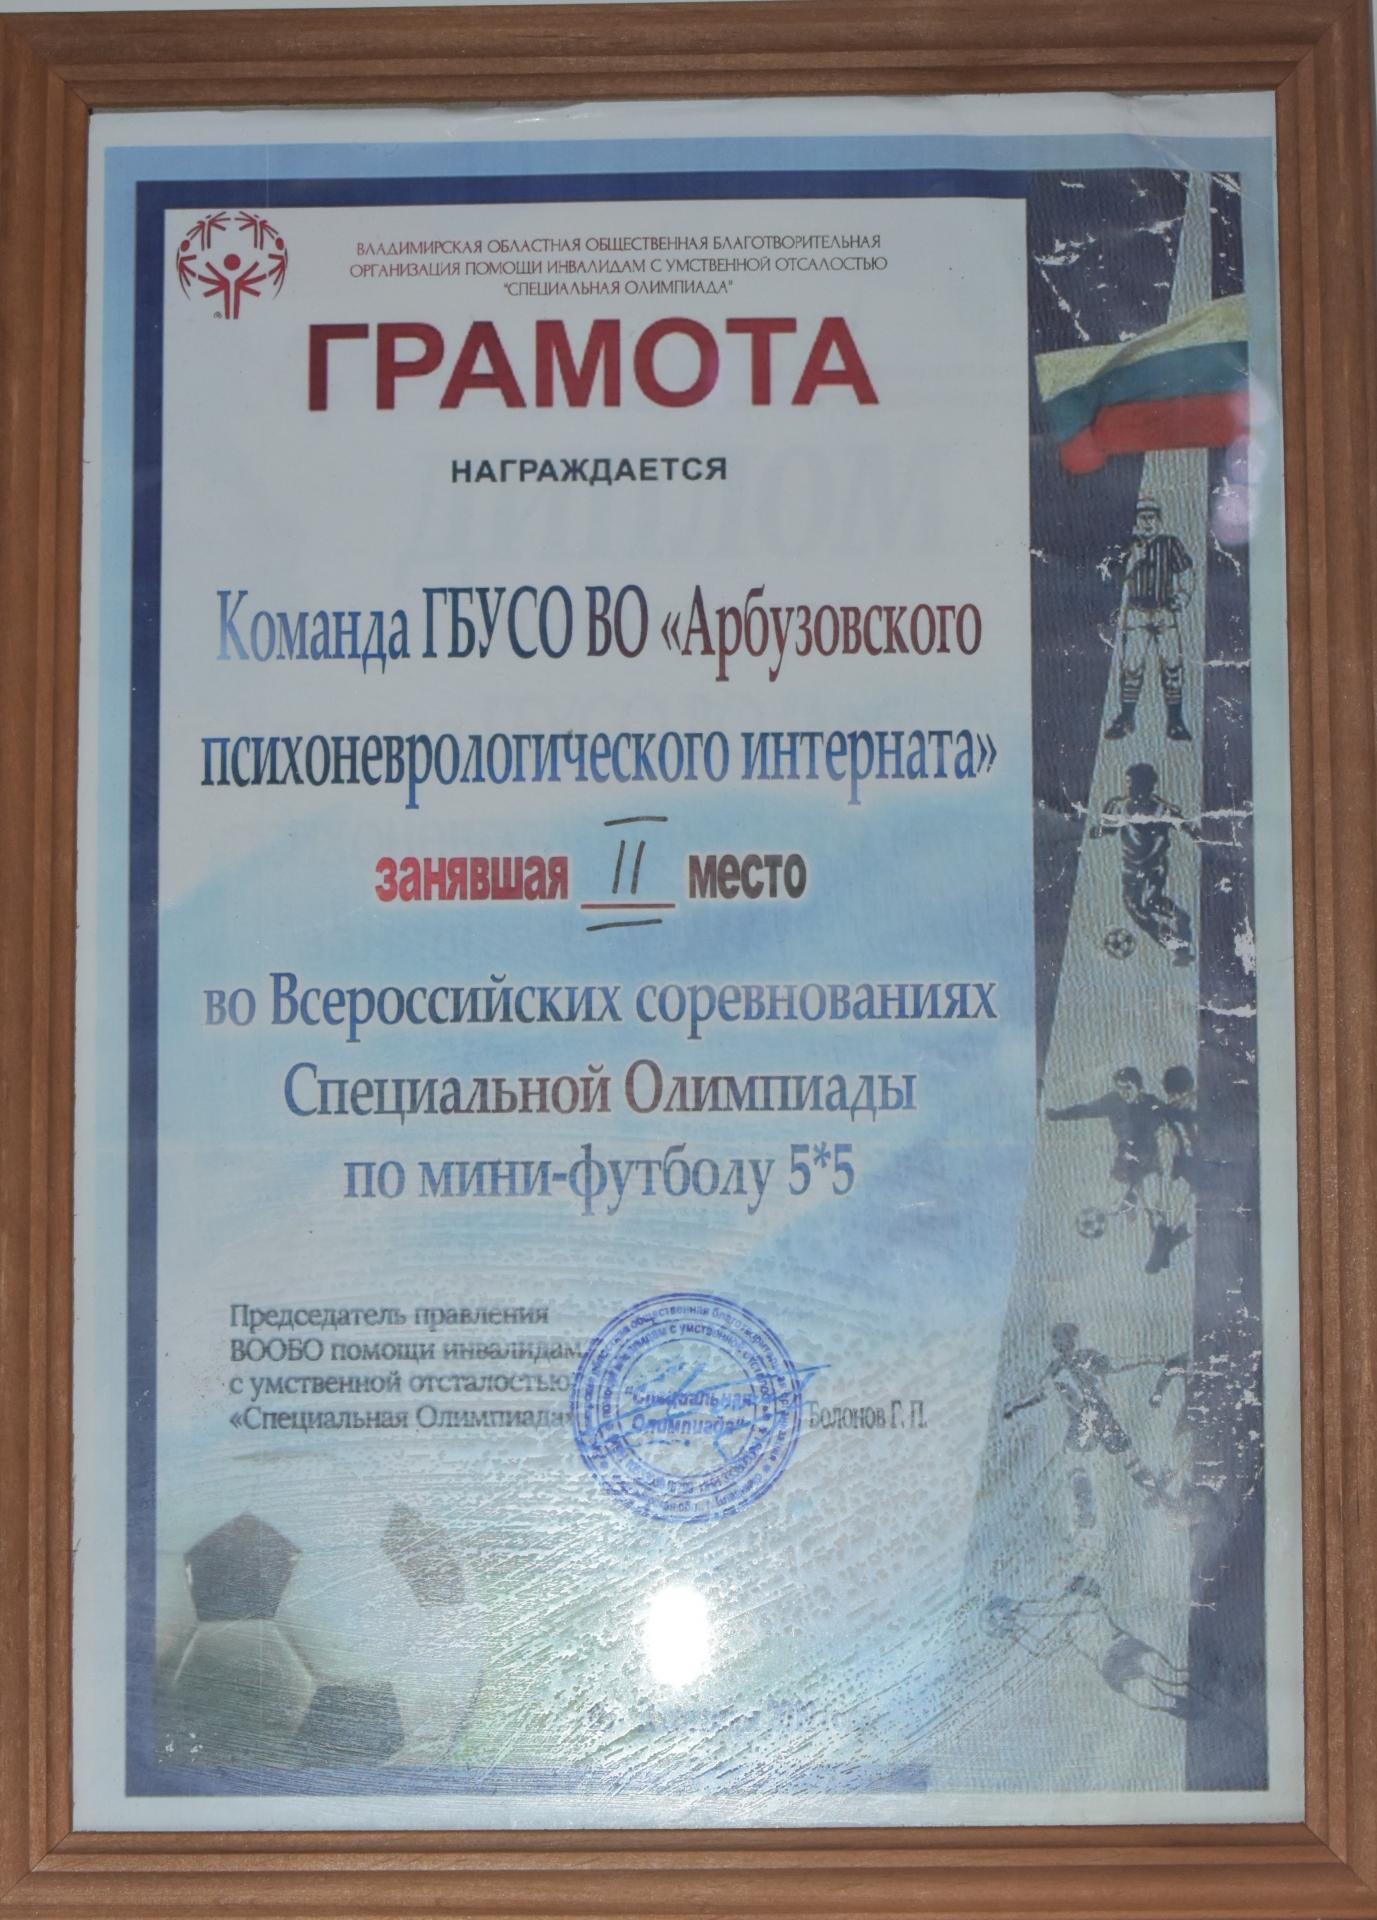 ВЛАДИМИРСКАЯ ОБЛАСТНАЯ ОБЩЕСТВЕННАЯ БЛАГОТВОРИТЕЛЬНАЯ
ОРГАНИЗАЦИЯ ПОМОЩИ ИНВАЛИДАМ С УМСТВЕННОЙ ОТСАЛОСТЬЮ
"СПЕЦИАЛЬНАЯ ОЛИМПИАДА"
ГРАМОТА
НАГРАЖДАЕТСЯ
Команда ГБУСО ВО «Арбузовского
психоневрологического интерната»
занявшая II место
во Всероссийских соревнованиях
Специальной Олимпиады
по мини-футболу 5*5
Председатель правления
ВООБО помощи инвалидам
с умственной отсталостью
«Специальная Олимпиада» Болонов Г. П.
"Специальная
Олимпиада"